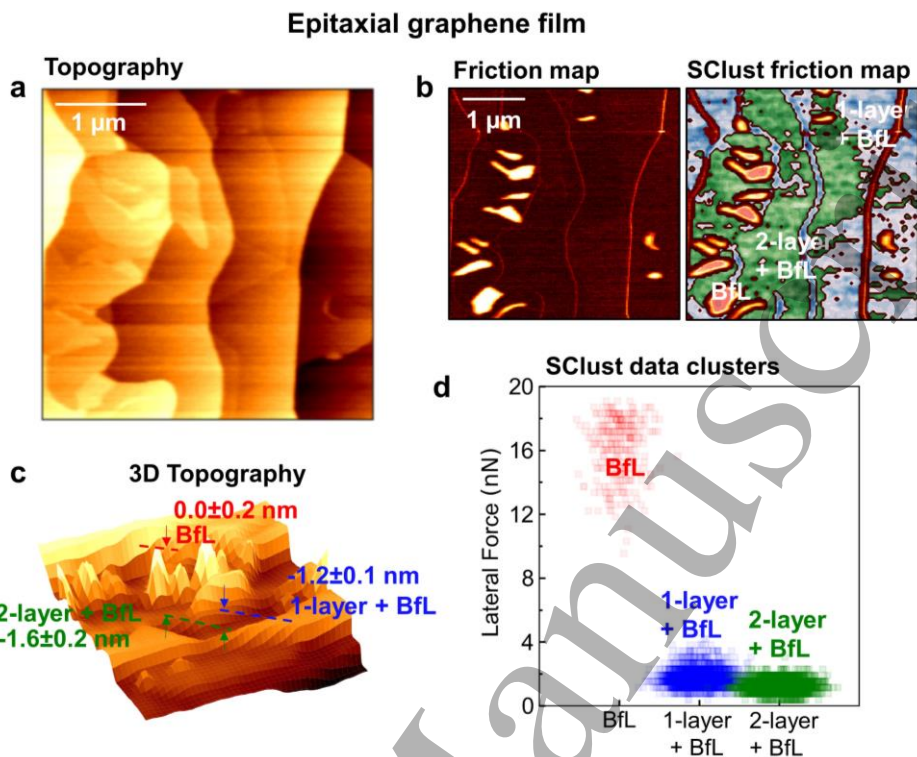 Epitaxial graphene film
a
Topography
1 µm
b
Friction map
1 µm
SClust friction map
1-layer
+ BfL
2-layer
+ BfL
BfL
c
3D Topography
0.0±0.2 nm
BfL
-1.2±0.1 nm
1-layer + BfL
2-layer + BfL
-1.6±0.2 nm
d
SClust data clusters
Lateral Force (nN)
20
16
12
8
4
0
BfL
1-layer
+ BfL
2-layer
+ BfL
BfL
1-layer
+ BfL
2-layer
+ BfL